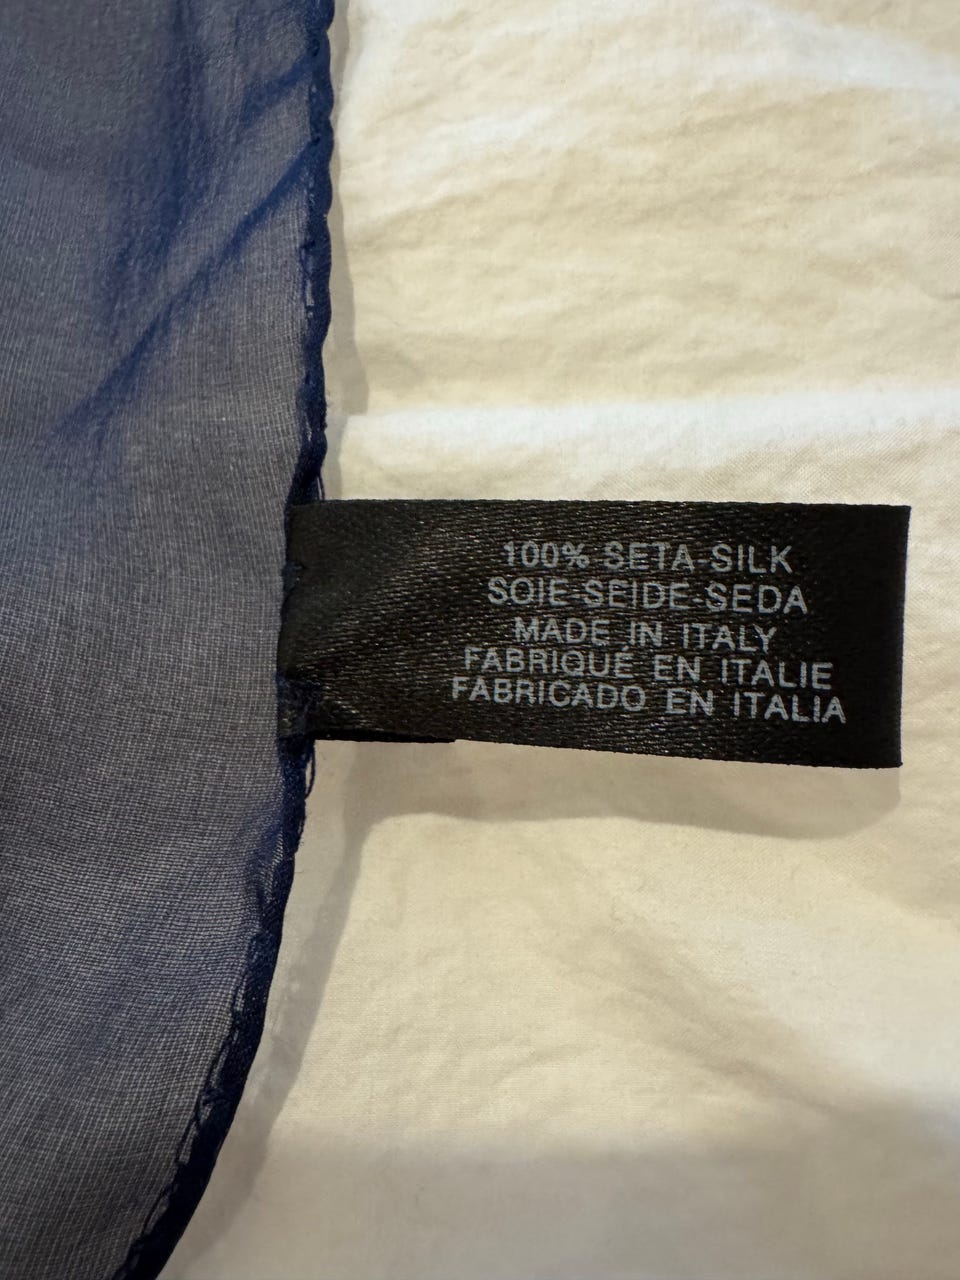 100% SETA-SILK
SOIE-SEIDE-SEDA
MADE IN ITALY
FABRIQUÉ EN ITALIE
FABRICADO EN ITALIA